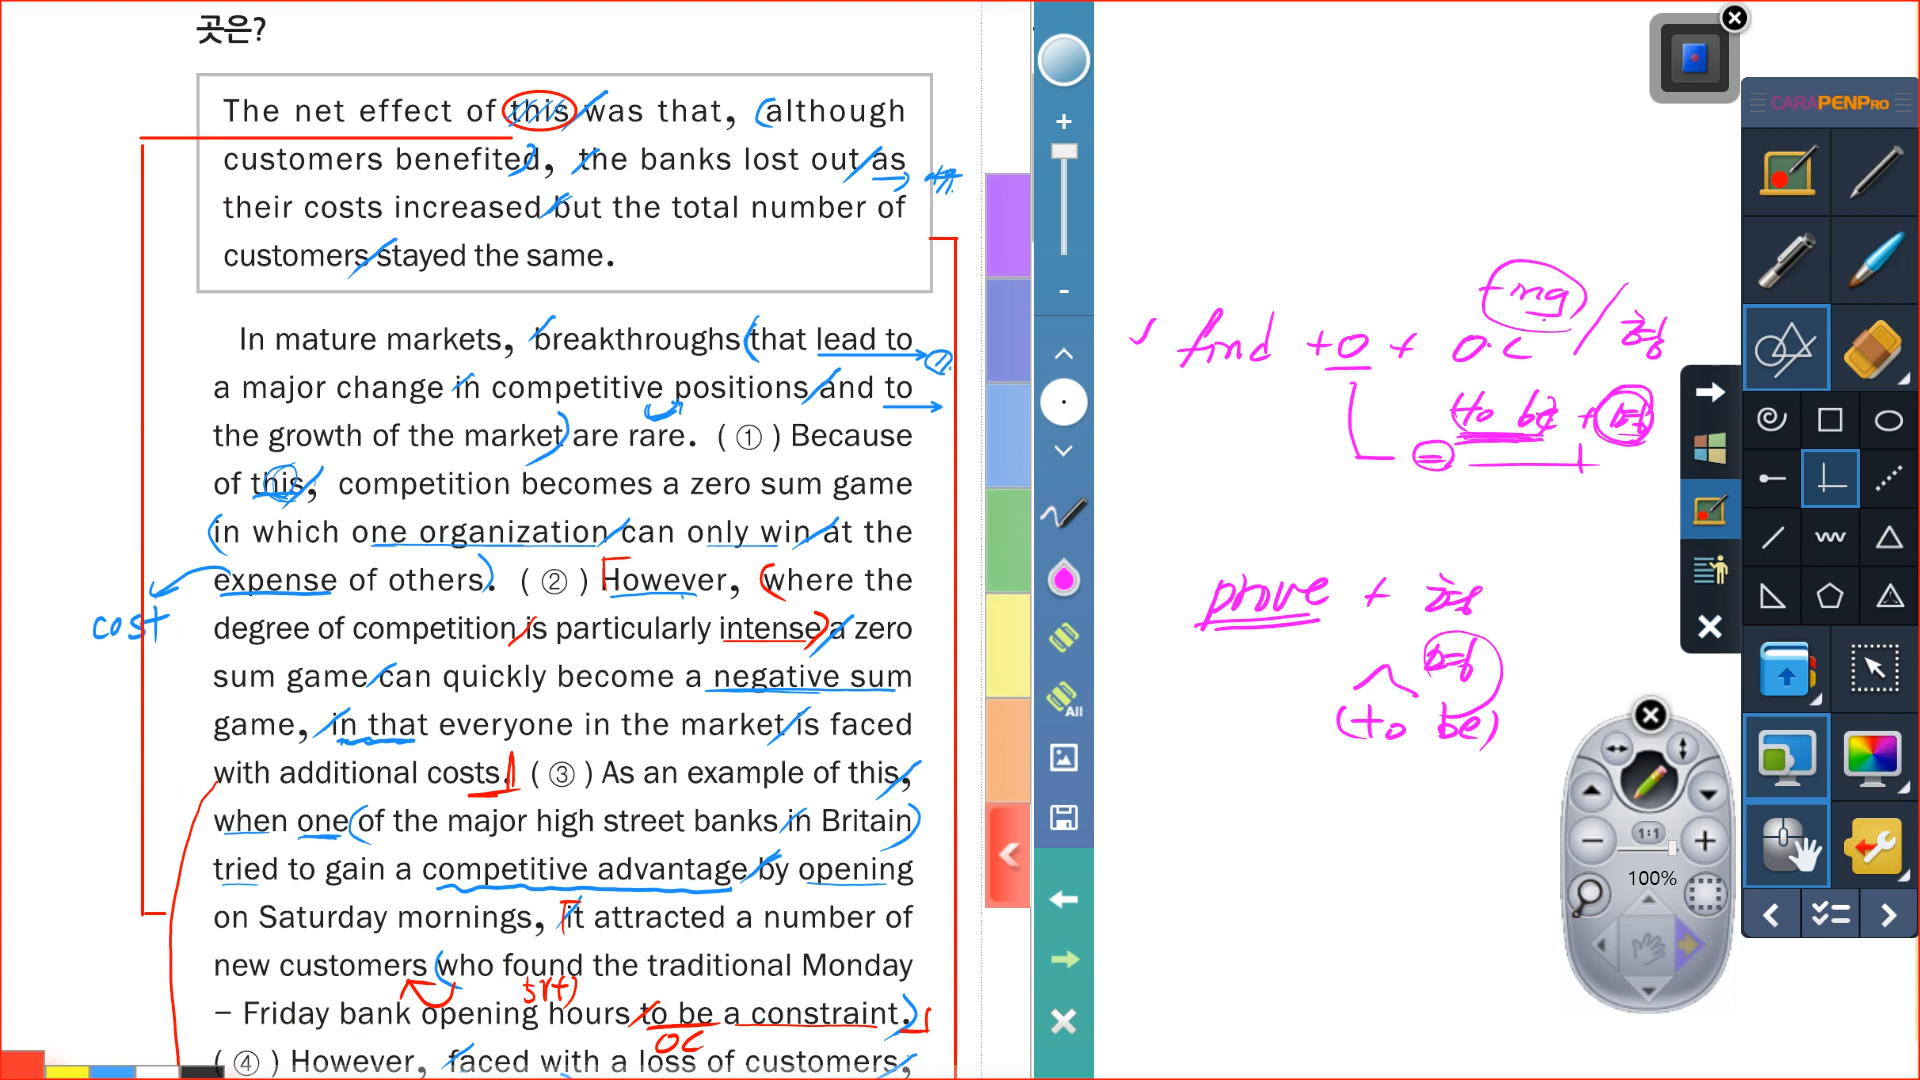 곳은?
The net effect of this was that, although
customers benefited, the banks lost out as
their costs increased but the total number of
customers stayed the same.
In mature markets, breakthroughs that lead to
a major change in competitive positions and to
the growth of the market are rare. ( ① ) Because
of this, competition becomes a zero sum game
in which one organization can only win at the
expense of others. ( ② ) However, where the
degree of competition is particularly intense a zero
sum game can quickly become a negative sum
game, in that everyone in the market is faced
with additional costs. ( ③ ) As an example of this,
when one of the major high street banks in Britain
tried to gain a competitive advantage by opening
on Saturday mornings, it attracted a number of
new customers who found the traditional Monday
– Friday bank opening hours to be a constraint.
( ④ ) However, faced with a loss of customers,
cost
OC
+ing
find + O + O.C / 형
to be +
=
prove + 형
(to be)
+
-
All
CARAPENPRO
1:1
100%